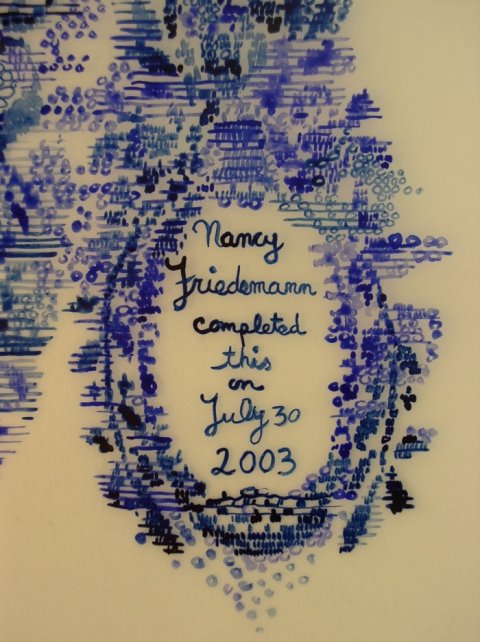 Nancy
Friedemann
completed
this
on
July 30
2003